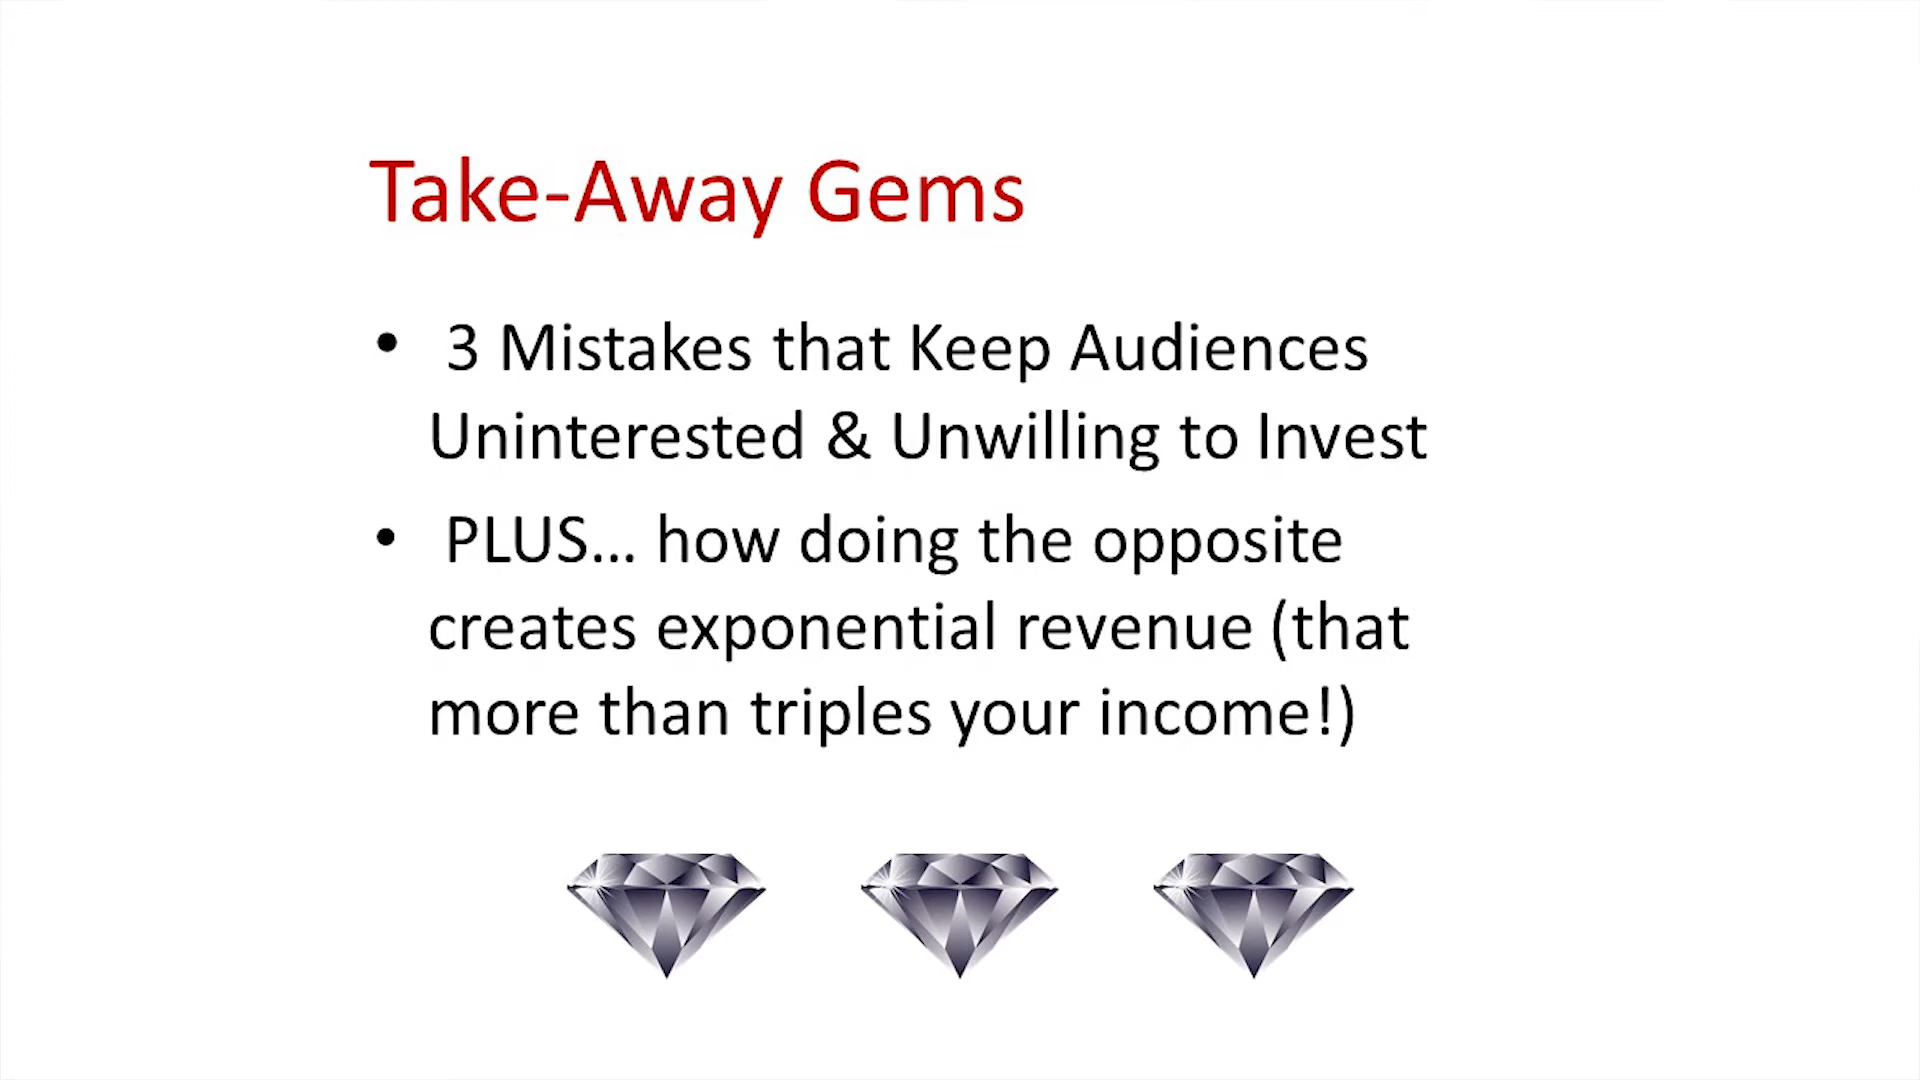 Take-Away Gems
• 3 Mistakes that Keep Audiences
Uninterested & Unwilling to Invest
• PLUS... how doing the opposite
creates exponential revenue (that
more than triples your income!)